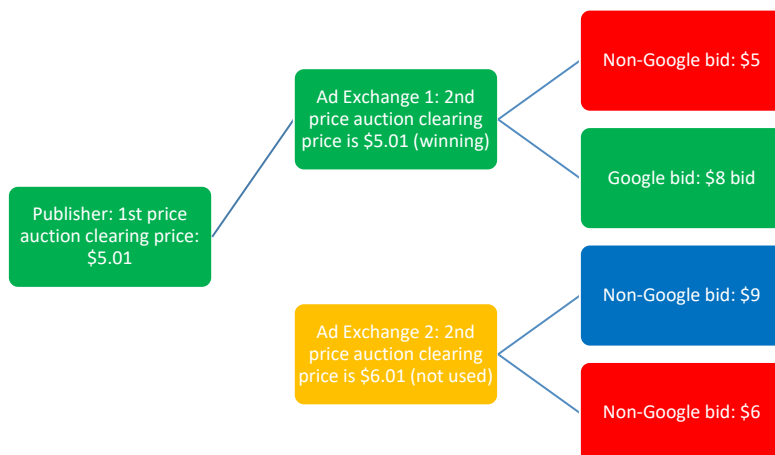 Publisher: 1st price
auction clearing price:
$5.01
Ad Exchange 1: 2nd
price auction clearing
price is $5.01 (winning)
Non-Google bid: $5
Google bid: $8 bid
Ad Exchange 2: 2nd
price auction clearing
price is $6.01 (not used)
Non-Google bid: $9
Non-Google bid: $6